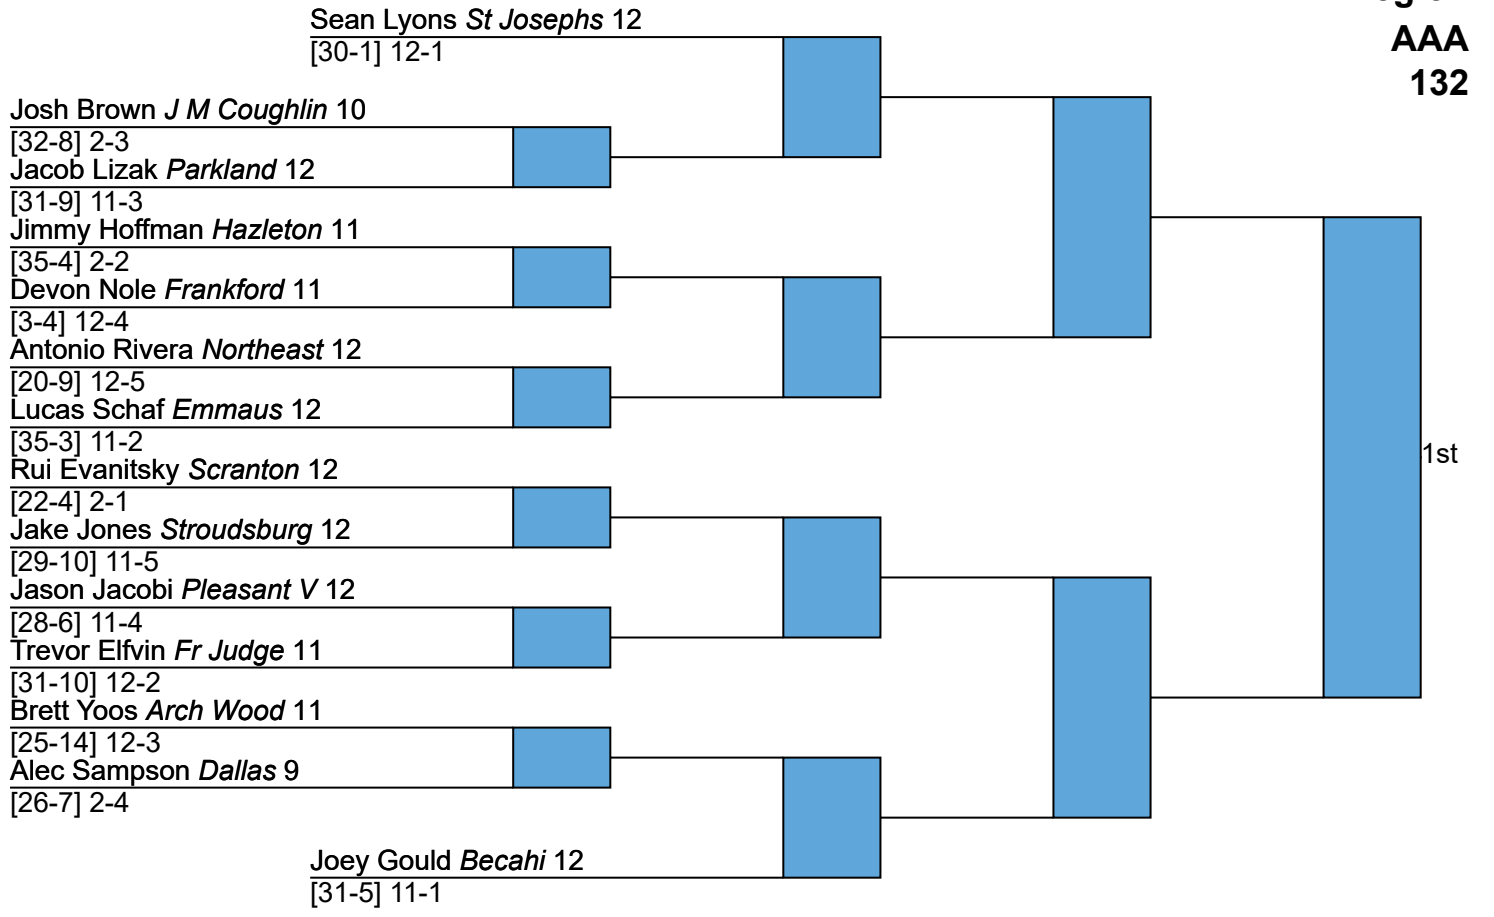 AAA
132
Sean Lyons St Josephs 12
[30-1] 12-1
Josh Brown J M Coughlin 10
[32-8] 2-3
Jacob Lizak Parkland 12
[31-9] 11-3
Jimmy Hoffman Hazleton 11
[35-4] 2-2
Devon Nole Frankford 11
[3-4] 12-4
Antonio Rivera Northeast 12
[20-9] 12-5
Lucas Schaf Emmaus 12
[35-3] 11-2
Rui Evanitsky Scranton 12
[22-4] 2-1
Jake Jones Stroudsburg 12
[29-10] 11-5
Jason Jacobi Pleasant V 12
[28-6] 11-4
Trevor Elfvin Fr Judge 11
[31-10] 12-2
Brett Yoos Arch Wood 11
[25-14] 12-3
Alec Sampson Dallas 9
[26-7] 2-4
Joey Gould Becahi 12
[31-5] 11-1
1st